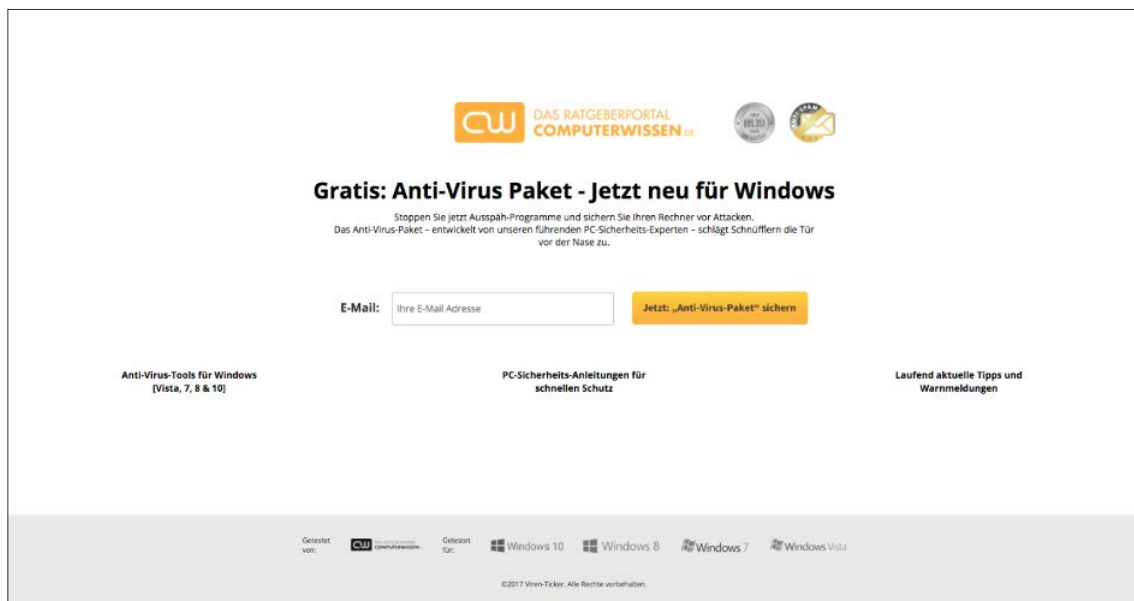 CW DAS RATGEBERPORTAL
COMPUTERWISSEN.DE
Gratis: Anti-Virus Paket - Jetzt neu für Windows
Stoppen Sie jetzt Ausspäh-Programme und sichern Sie Ihren Rechner vor Attacken.
Das Anti-Virus-Paket – entwickelt von unseren führenden PC-Sicherheits-Experten – schlägt Schnüfflern die Tür
vor der Nase zu.
E-Mail: Ihre E-Mail Adresse Jetzt: „Anti-Virus-Paket“ sichern
Anti-Virus-Tools für Windows
[Vista, 7, 8 & 10]
PC-Sicherheits-Anleitungen für
schnellen Schutz
Laufend aktuelle Tipps und
Warnmeldungen
Getestet
von:
CW DAS RATGEBERPORTAL
COMPUTERWISSEN
Getestet
für:
Windows 10 Windows 8 Windows 7 Windows Vista
©2017 Viren-Ticker. Alle Rechte vorbehalten.